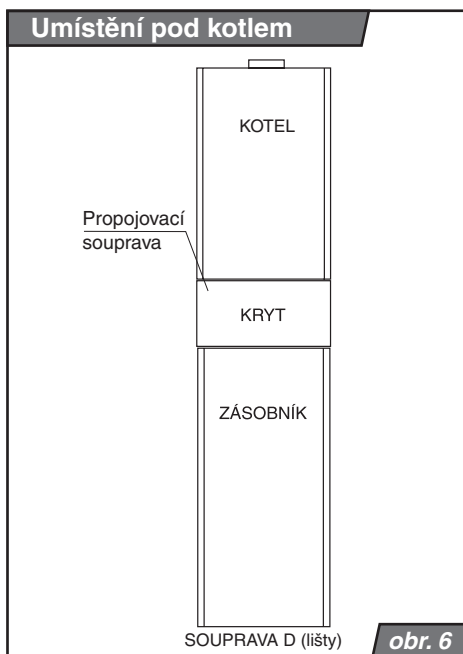 Umístění pod kotlem
KOTEL
Propojovací
souprava
KRYT
ZÁSOBNÍK
SOUPRAVA D (lišty)
obr. 6